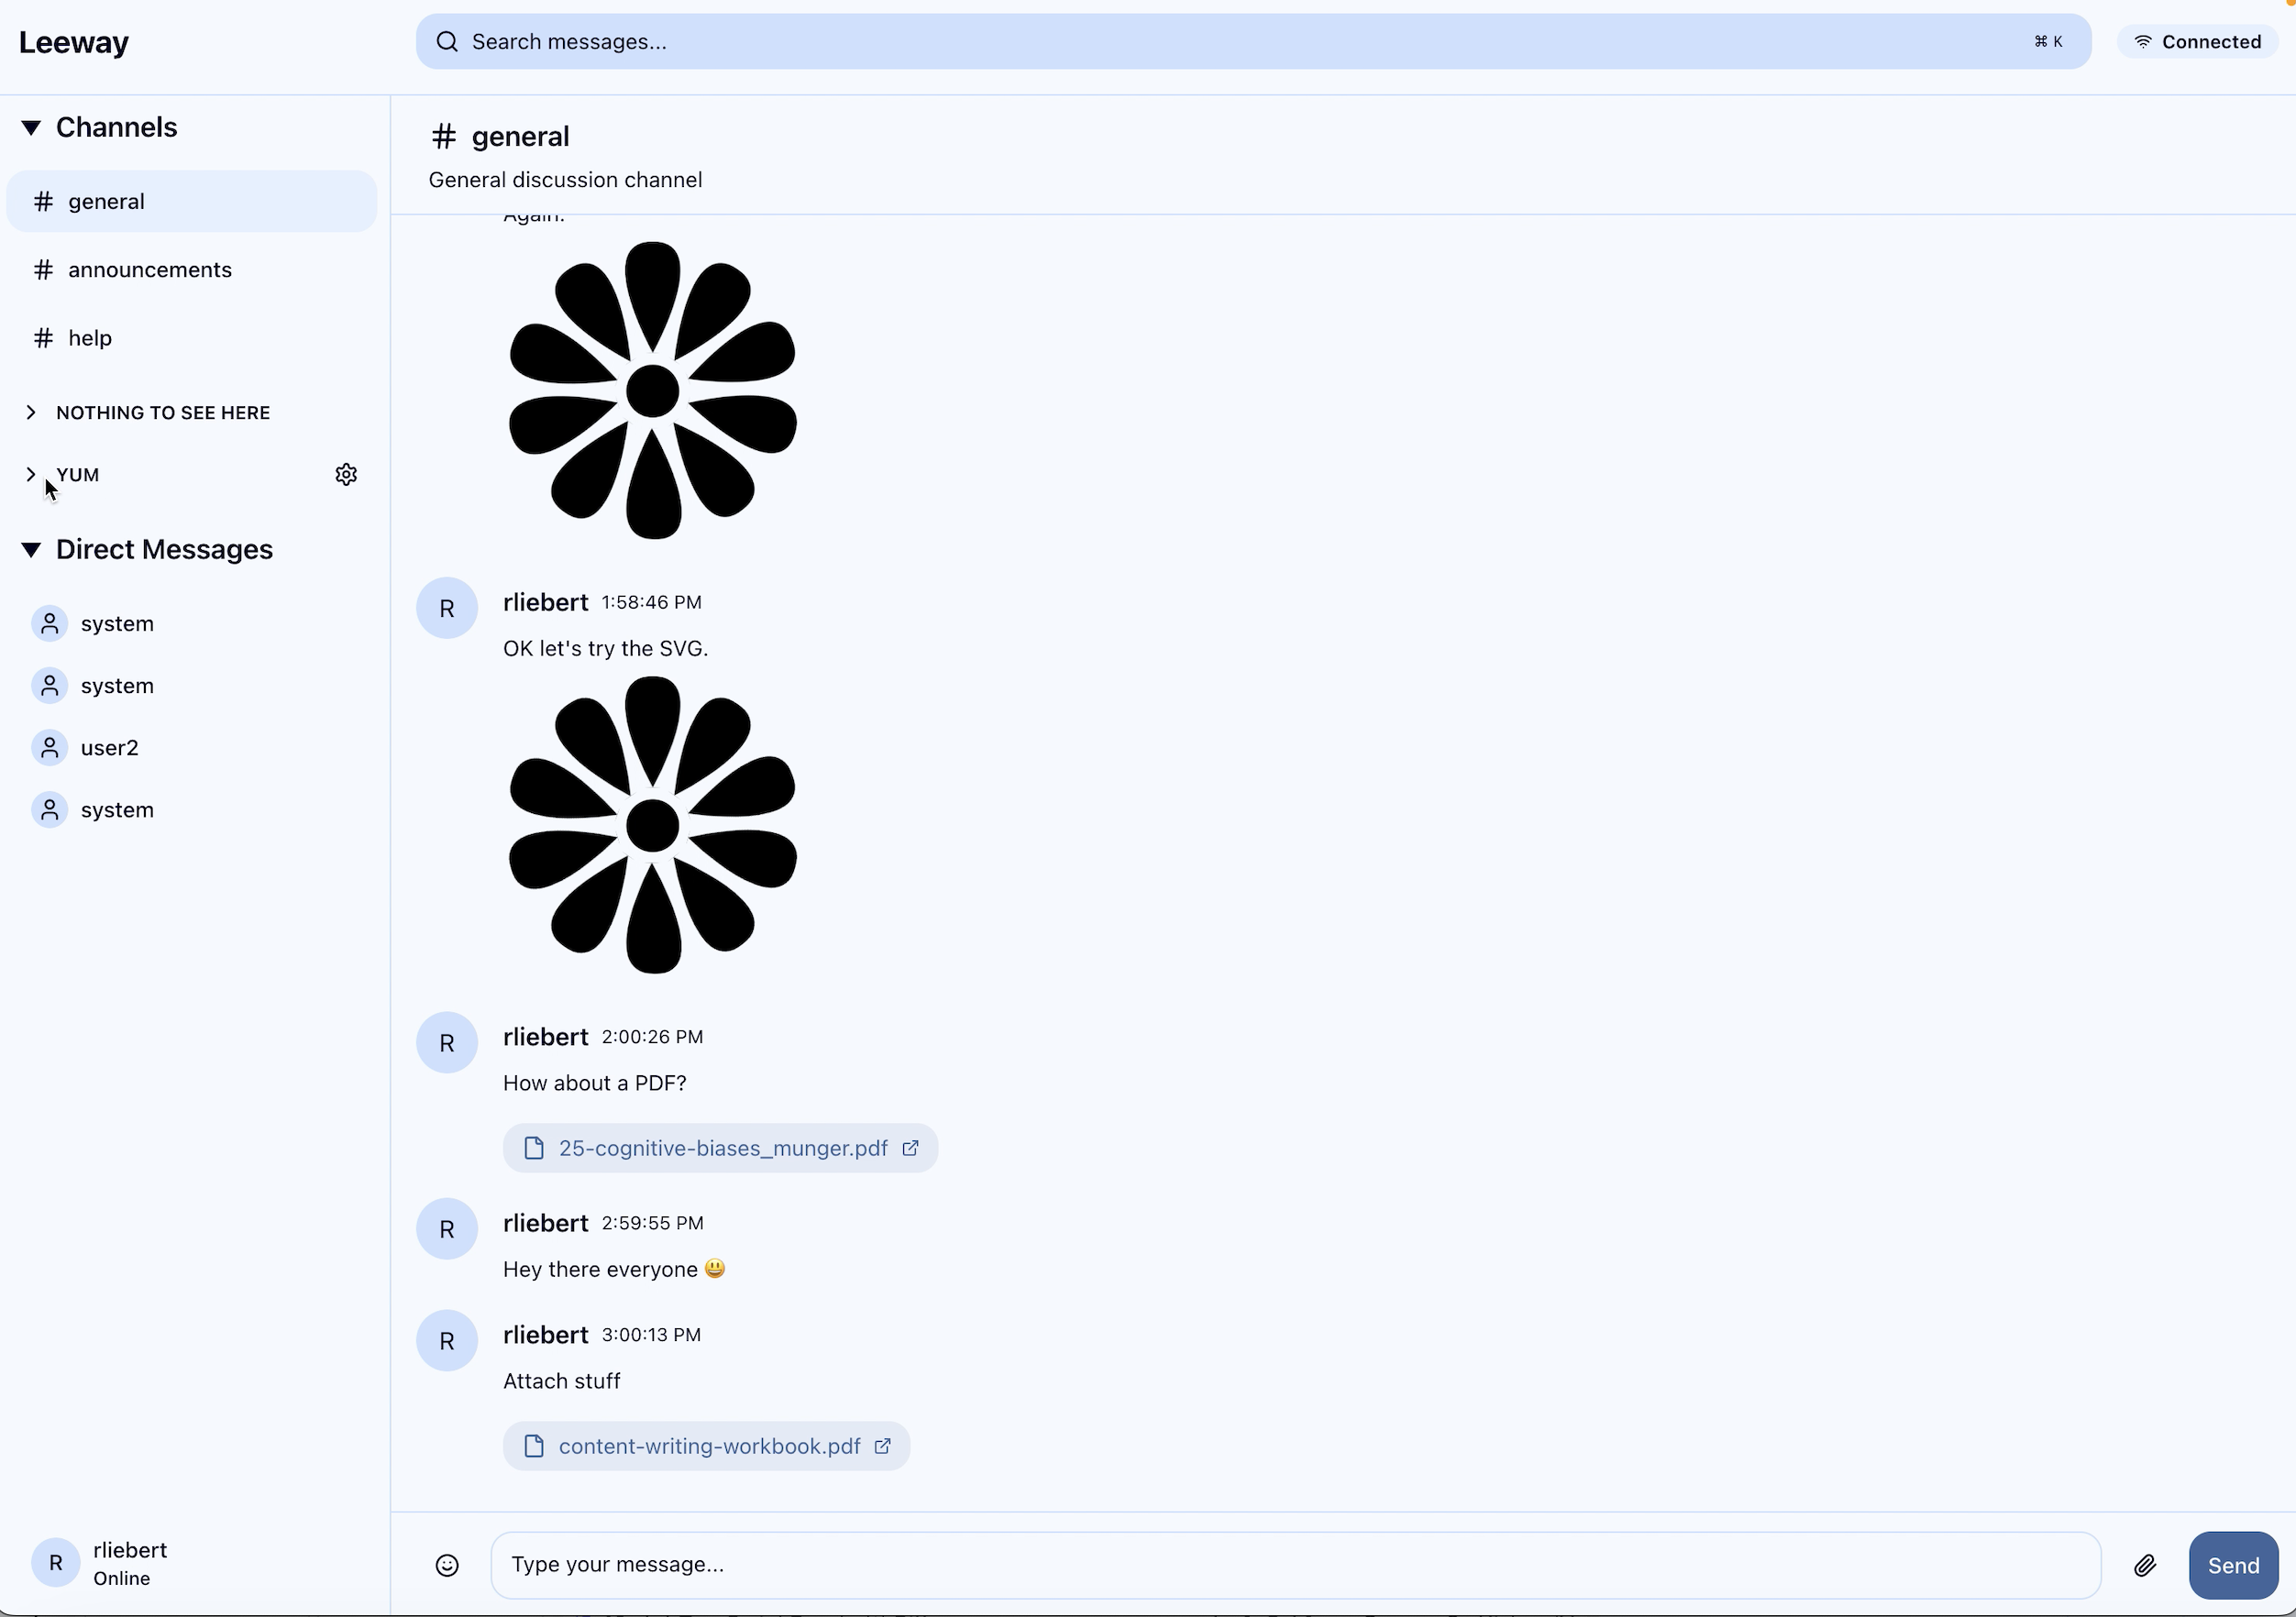 Leeway
Search messages...
⌘ K
Connected
Channels
# general
# announcements
# help
NOTHING TO SEE HERE
YUM
Direct Messages
system
system
user2
system
R
rliebert
Online
# general
General discussion channel
Again.
R
rliebert 1:58:46 PM
OK let's try the SVG.
R
rliebert 2:00:26 PM
How about a PDF?
25-cognitive-biases_munger.pdf
R
rliebert 2:59:55 PM
Hey there everyone 😃
R
rliebert 3:00:13 PM
Attach stuff
content-writing-workbook.pdf
Type your message...
Send